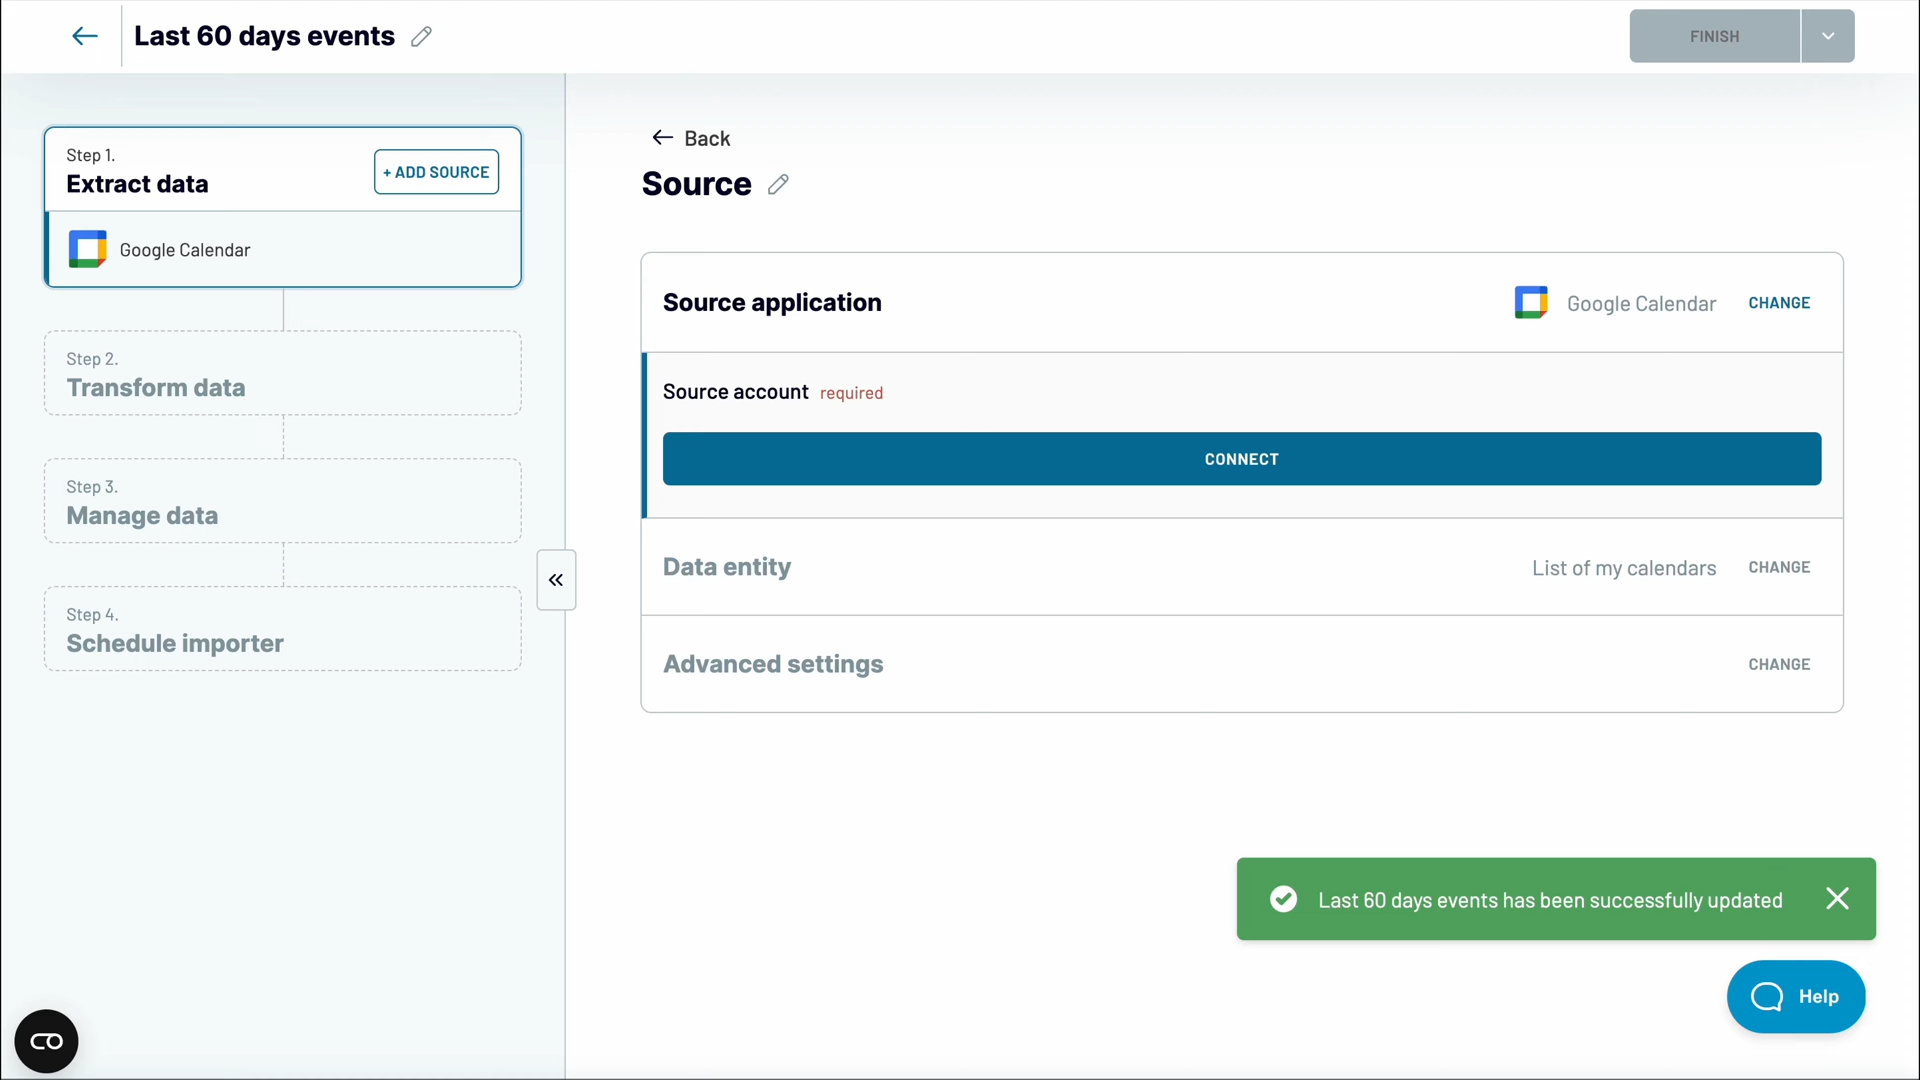 Last 60 days events
FINISH
Step 1.
Extract data
+ ADD SOURCE
Google Calendar
Step 2.
Transform data
Step 3.
Manage data
Step 4.
Schedule importer
Back
Source
Source application
Google Calendar
CHANGE
Source account required
CONNECT
Data entity
List of my calendars
CHANGE
Advanced settings
CHANGE
Last 60 days events has been successfully updated
Help